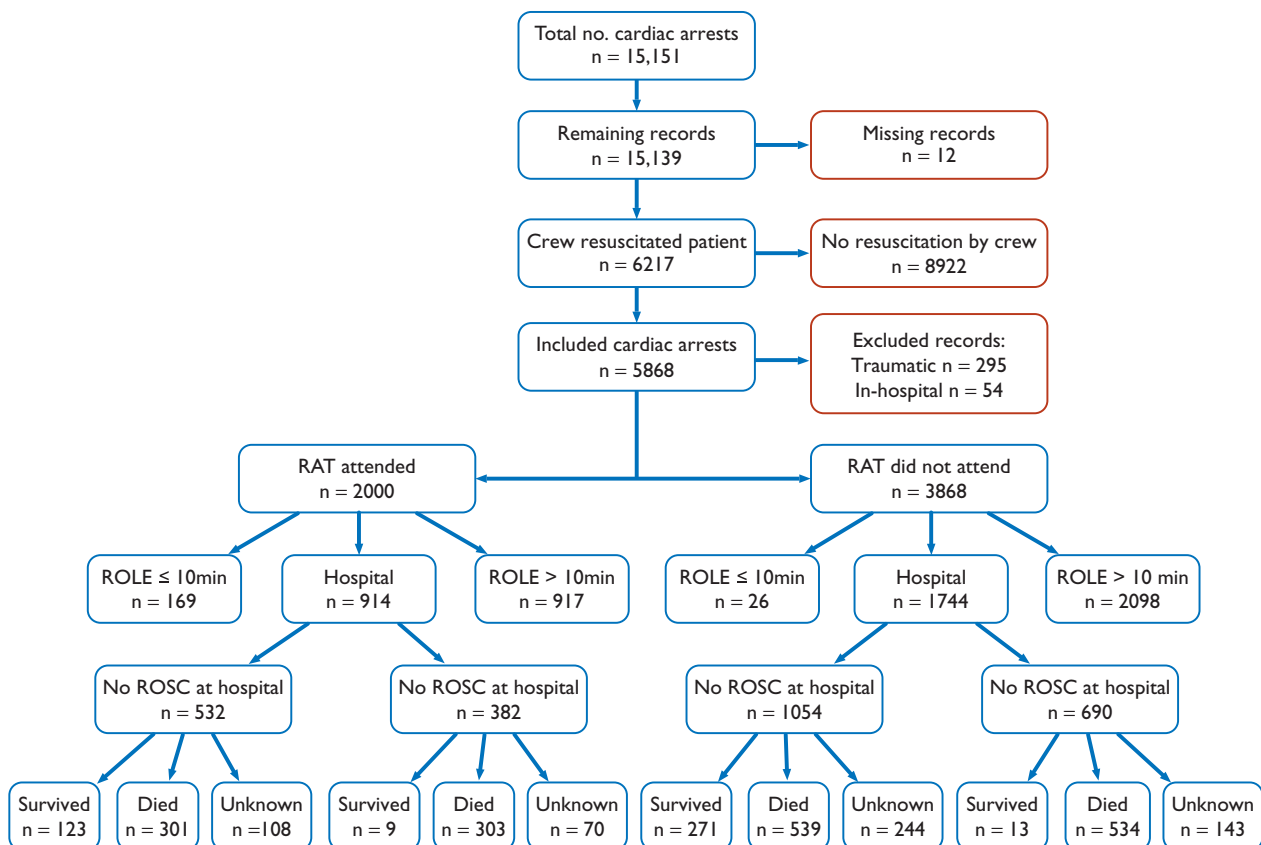 Total no. cardiac arrests
n = 15,151
Remaining records
n = 15,139
Missing records
n = 12
Crew resuscitated patient
n = 6217
No resuscitation by crew
n = 8922
Included cardiac arrests
n = 5868
Excluded records:
Traumatic n = 295
In-hospital n = 54
RAT attended
n = 2000
RAT did not attend
n = 3868
ROLE ≤ 10min
n = 169
Hospital
n = 914
ROLE > 10min
n = 917
ROLE ≤ 10min
n = 26
Hospital
n = 1744
ROLE > 10 min
n = 2098
No ROSC at hospital
n = 532
No ROSC at hospital
n = 382
No ROSC at hospital
n = 1054
No ROSC at hospital
n = 690
Survived
n = 123
Died
n = 301
Unknown
n =108
Survived
n = 9
Died
n = 303
Unknown
n = 70
Survived
n = 271
Died
n = 539
Unknown
n = 244
Survived
n = 13
Died
n = 534
Unknown
n = 143